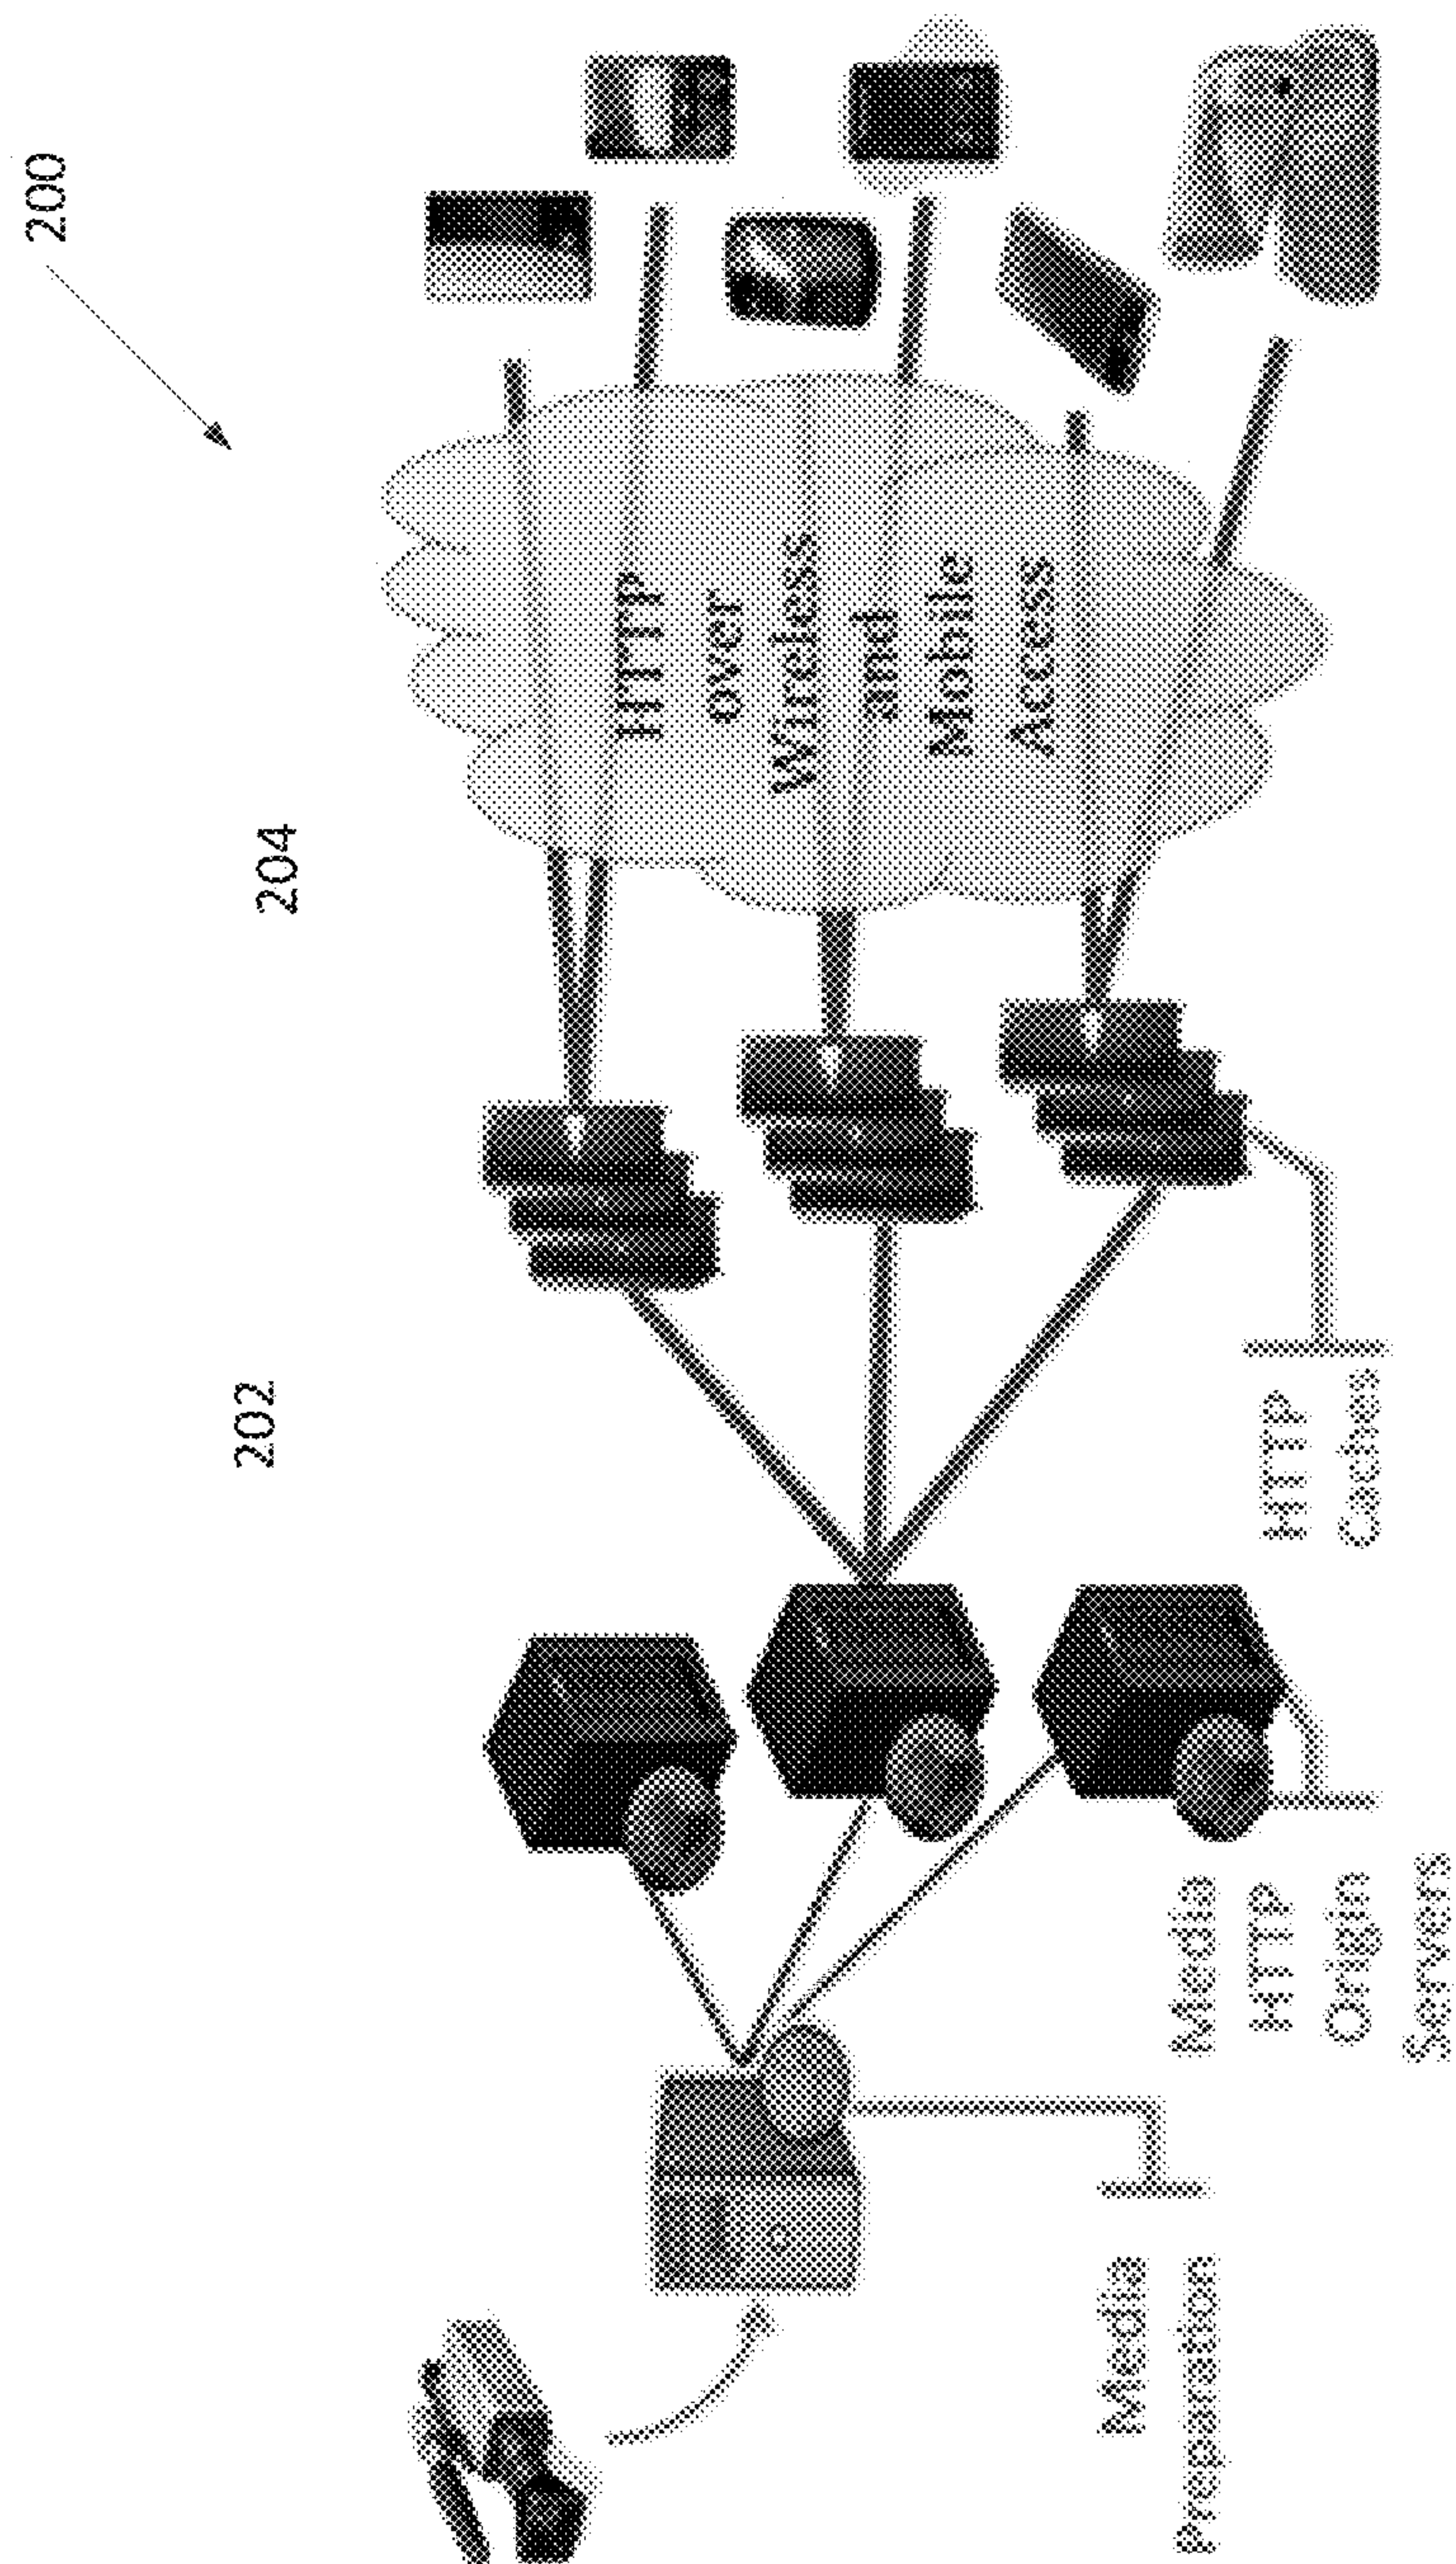 200
202
204
HTTP
over
Wireless
and
Mobile
Access
HTTP
Caches
Media
HTTP
Origin
Servers
Media
Preparation